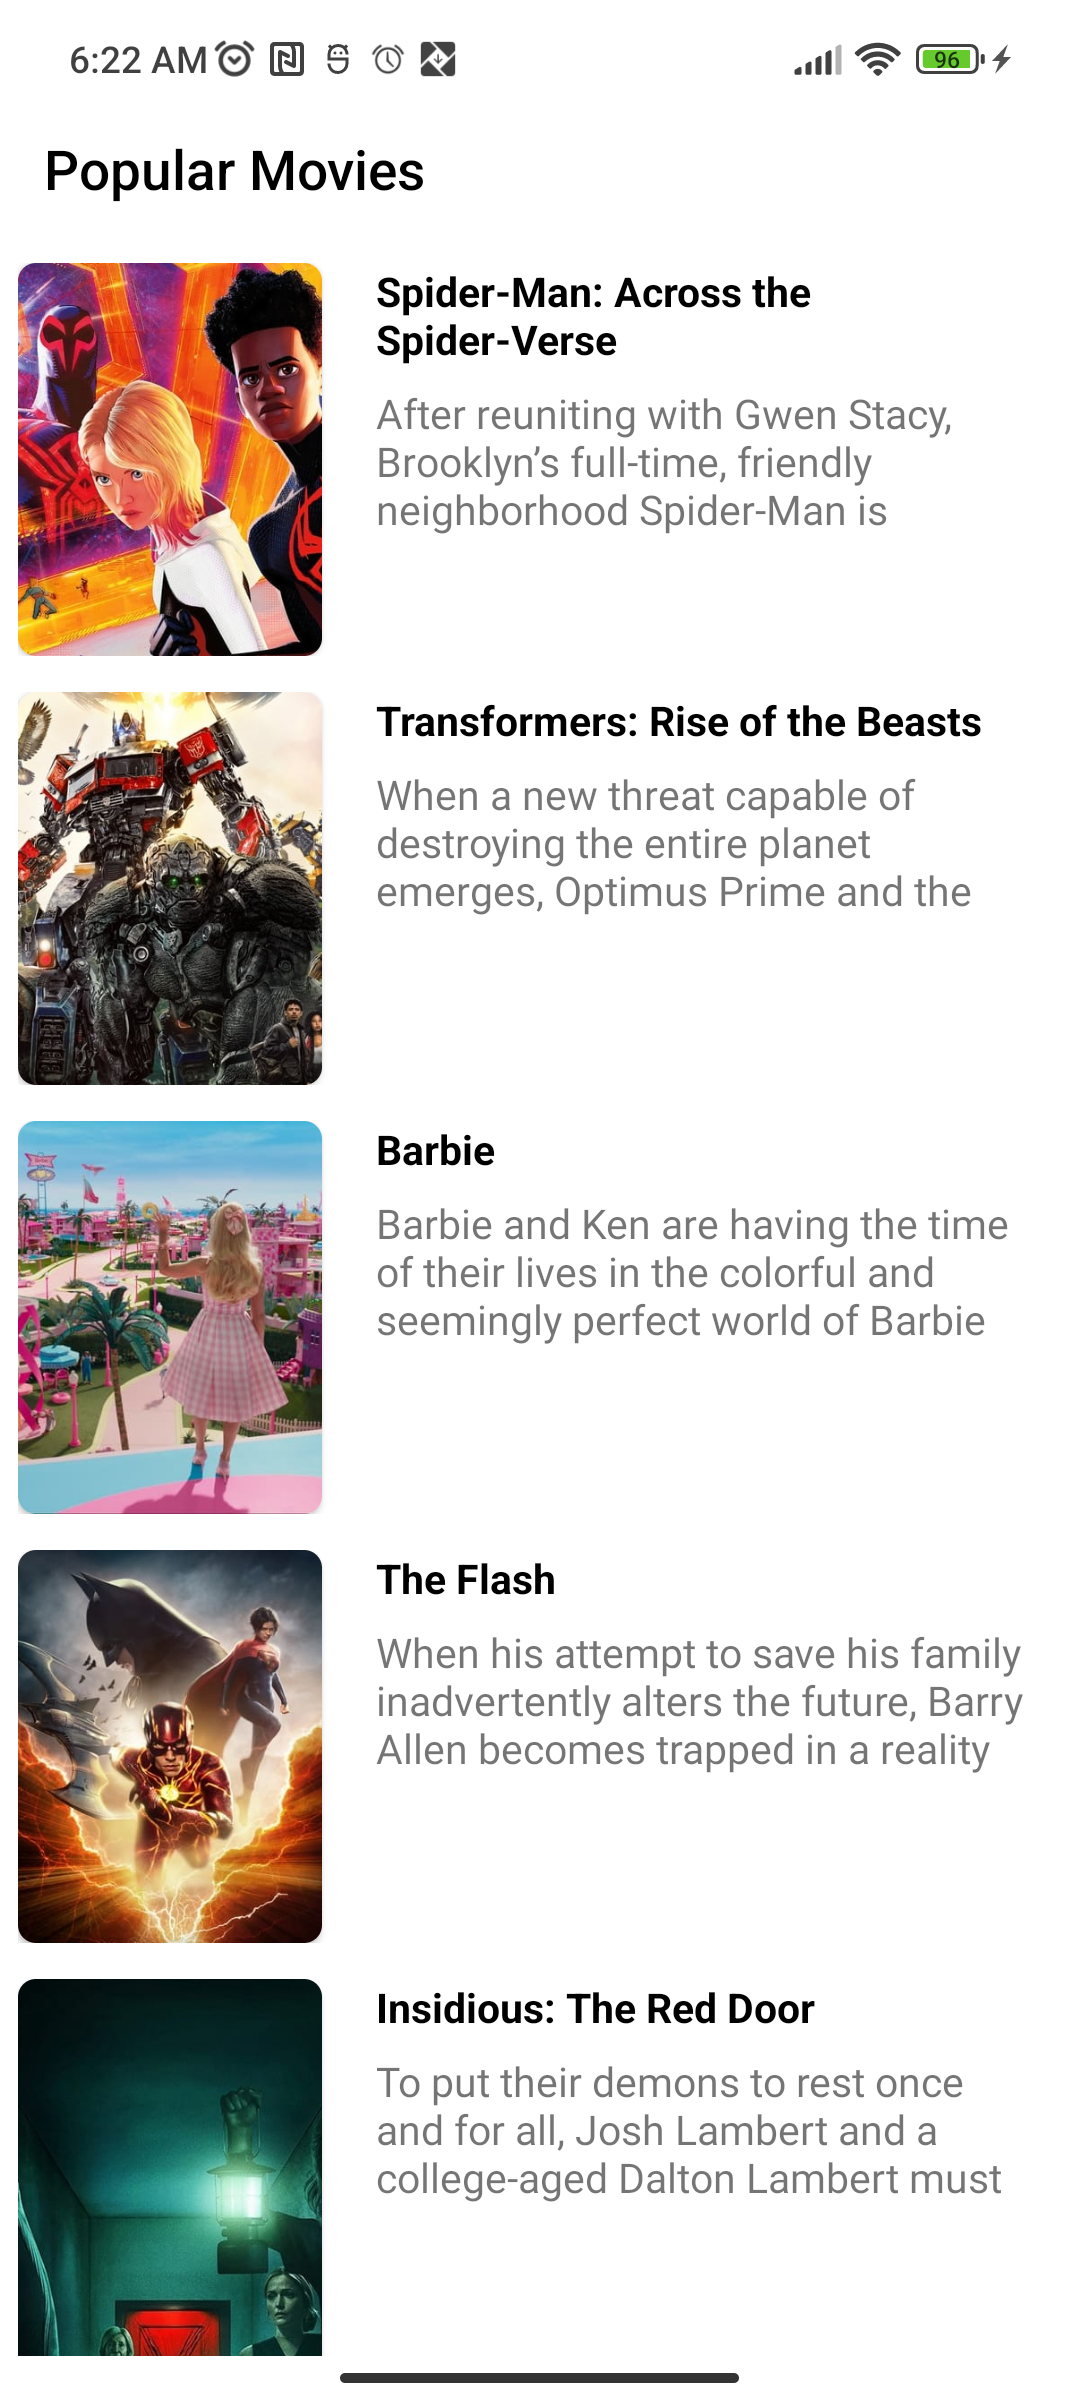 6:22 AM
96
Popular Movies
Spider-Man: Across the
Spider-Verse
After reuniting with Gwen Stacy,
Brooklyn’s full-time, friendly
neighborhood Spider-Man is
Transformers: Rise of the Beasts
When a new threat capable of
destroying the entire planet
emerges, Optimus Prime and the
Barbie
Barbie and Ken are having the time
of their lives in the colorful and
seemingly perfect world of Barbie
The Flash
When his attempt to save his family
inadvertently alters the future, Barry
Allen becomes trapped in a reality
Insidious: The Red Door
To put their demons to rest once
and for all, Josh Lambert and a
college-aged Dalton Lambert must